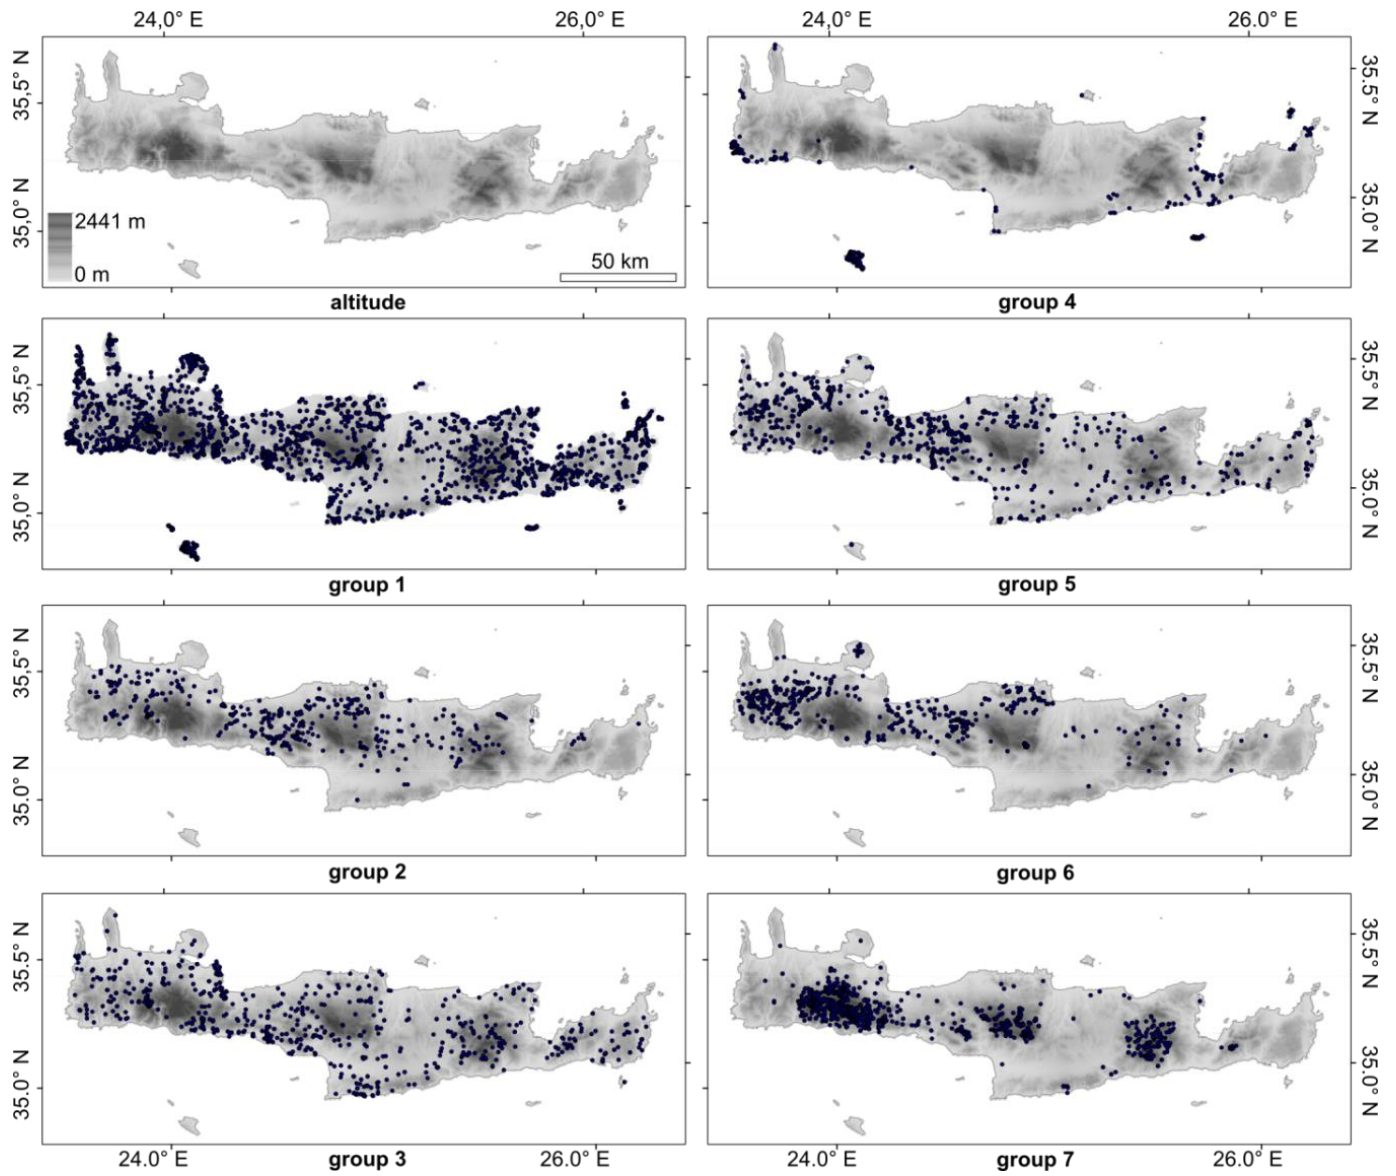 24,0° E 26,0° E 24,0° E 26.0° E
35,5° N
35,0° N
2441 m
0 m
50 km
35.5° N
35.0° N
altitude group 4
35,5° N
35,0° N
35.5° N
35.0° N
group 1 group 5
35,5° N
35,0° N
35.5° N
35.0° N
group 2 group 6
35,5° N
35,0° N
35.5° N
35.0° N
24.0° E group 3 26.0° E 24.0° E group 7 26.0° E